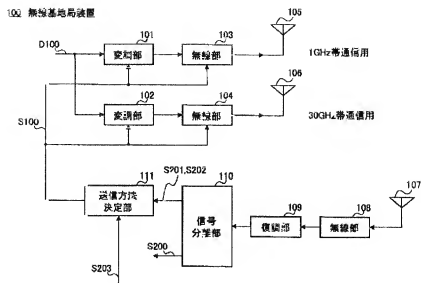 100 無線基地局装置
D100
101
変調部
103
無線部
105
1GHz帯通信用
102
変調部
104
無線部
106
30GHz帯通信用
S100
111
送信方法
決定部
S201,S202
110
信号
分離部
S200
S203
109
復調部
108
無線部
107